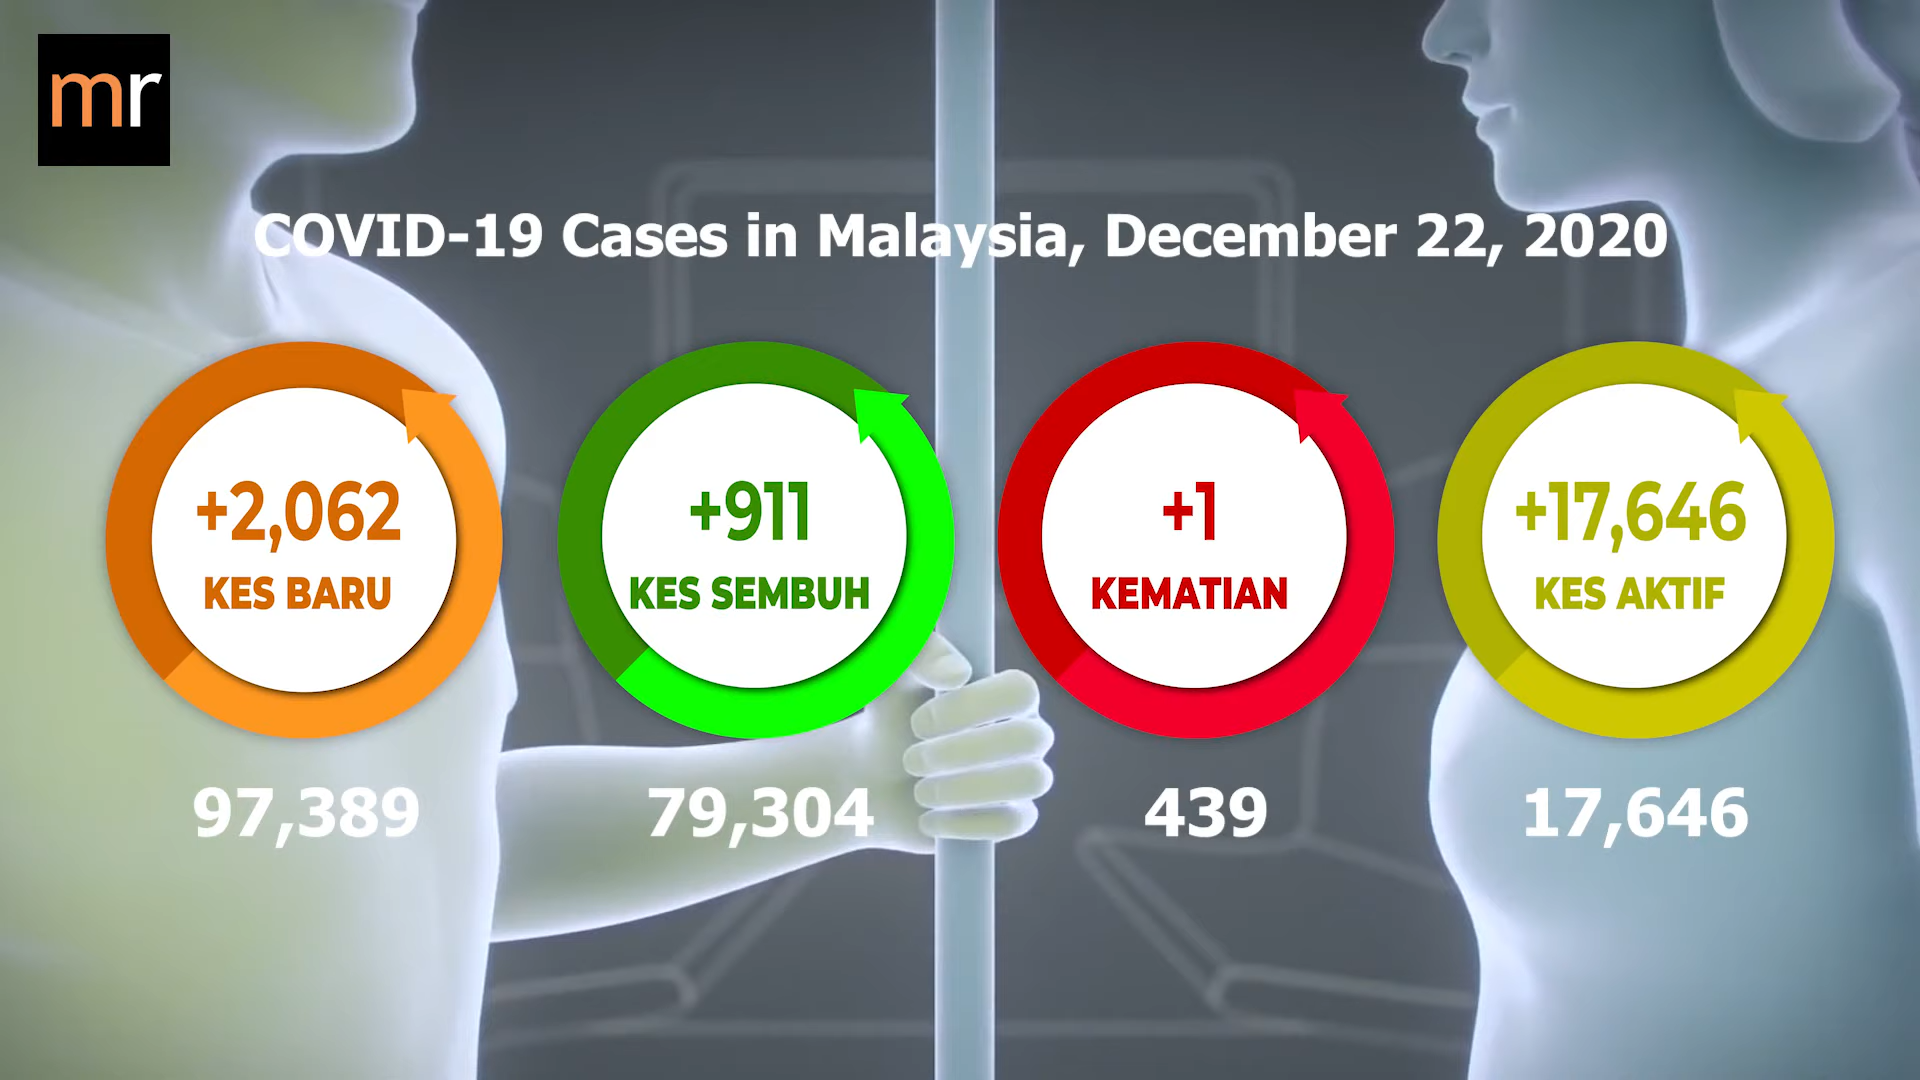 mr
COVID-19 Cases in Malaysia, December 22, 2020
+2,062
KES BARU
97,389
+911
KES SEMBUH
79,304
+1
KEMATIAN
439
+17,646
KES AKTIF
17,646